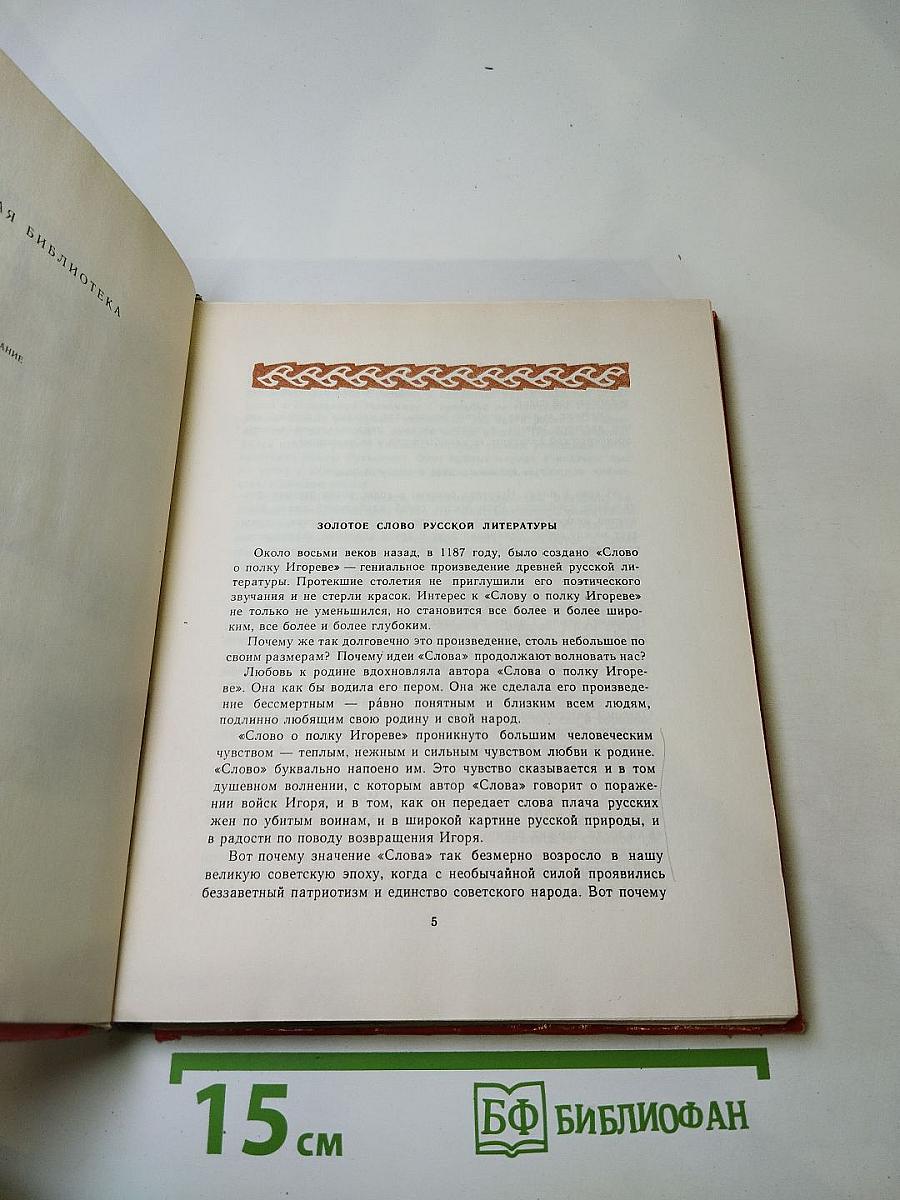 БИБЛИОТЕКА
ЗОЛОТОЕ СЛОВО РУССКОЙ ЛИТЕРАТУРЫ
Около восьми веков назад, в 1187 году, было создано «Слово
о полку Игореве» — гениальное произведение древней русской ли-
тературы. Протекшие столетия не приглушили его поэтического
звучания и не стерли красок. Интерес к «Слову о полку Игореве»
не только не уменьшился, но становится все более и более широ-
ким, все более и более глубоким.
Почему же так долговечно это произведение, столь небольшое по
своим размерам? Почему идеи «Слова» продолжают волновать нас?
Любовь к родине вдохновляла автора «Слова о полку Игоре-
ве». Она как бы водила его пером. Она же сделала его произведе-
ние бессмертным — ра́вно понятным и близким всем людям,
подлинно любящим свою родину и свой народ.
«Слово о полку Игореве» проникнуто большим человеческим
чувством — теплым, нежным и сильным чувством любви к родине.
«Слово» буквально напоено им. Это чувство сказывается и в том
душевном волнении, с которым автор «Слова» говорит о пораже-
нии войск Игоря, и в том, как он передает слова плача русских
жен по убитым воинам, и в широкой картине русской природы, и
в радости по поводу возвращения Игоря.
Вот почему значение «Слова» так безмерно возросло в нашу
великую советскую эпоху, когда с необычайной силой проявились
беззаветный патриотизм и единство советского народа. Вот почему
5
15 см
БФ БИБЛИОФАН